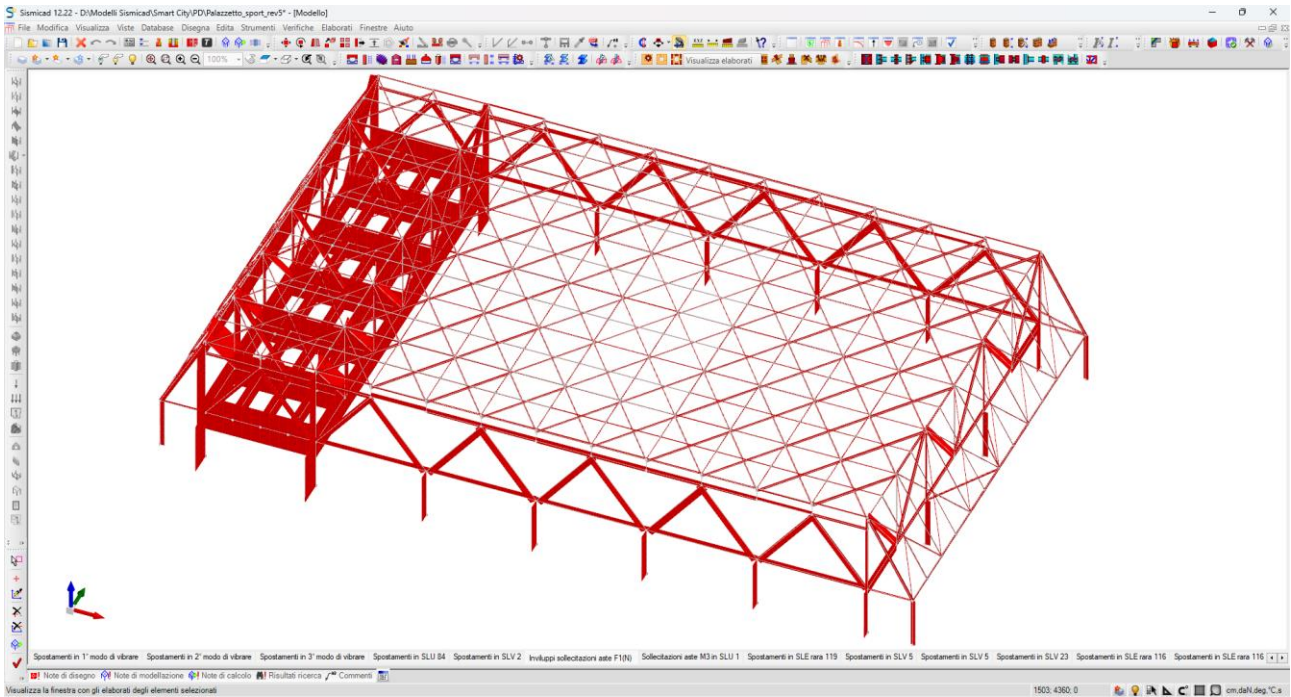 Sismicad 12.22 - D:\Modelli Sismicad\Smart City\PD\Palazzetto_sport_rev5* - [Modello]
File Modifica Visualizza Viste Database Disegna Edita Strumenti Verifiche Elaborati Finestre Aiuto
100% Visualizza elaborati
Spostamenti in 1° modo di vibrare Spostamenti in 2° modo di vibrare Spostamenti in 3° modo di vibrare Spostamenti in SLU 84 Spostamenti in SLV 2 Inviluppi sollecitazioni aste F1(N) Sollecitazioni aste M3 in SLU 1 Spostamenti in SLE rara 119 Spostamenti in SLV 5 Spostamenti in SLV 5 Spostamenti in SLV 23 Spostamenti in SLE rara 116 Spostamenti in SLE rara 116
Note di disegno Note di modellazione Note di calcolo Risultati ricerca Commenti
Visualizza la finestra con gli elaborati degli elementi selezionati 1503; 4360; 0 cm.daN.deg.°C.s